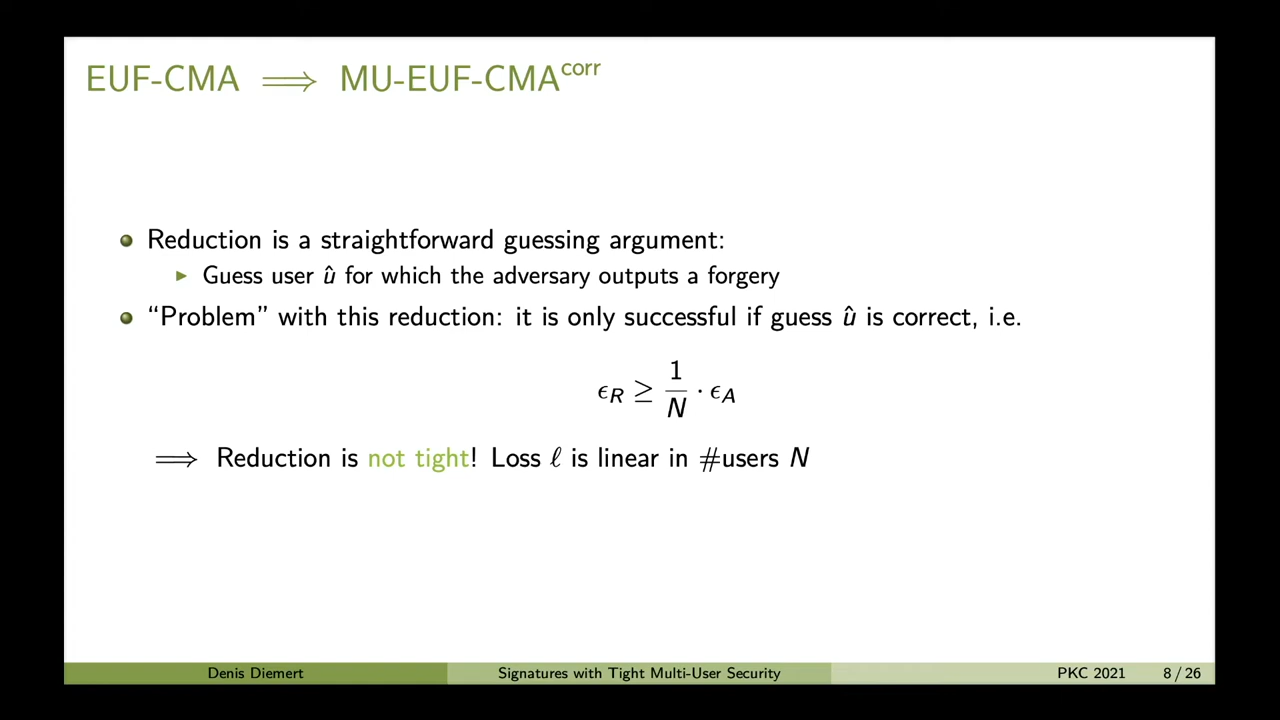 EUF-CMA ⟹ MU-EUF-CMA^corr
Reduction is a straightforward guessing argument:
Guess user û for which the adversary outputs a forgery
“Problem” with this reduction: it is only successful if guess û is correct, i.e.
ϵ_R ≥ 1/N · ϵ_A
⟹ Reduction is not tight! Loss ℓ is linear in #users N
Denis Diemert Signatures with Tight Multi-User Security PKC 2021 8 / 26